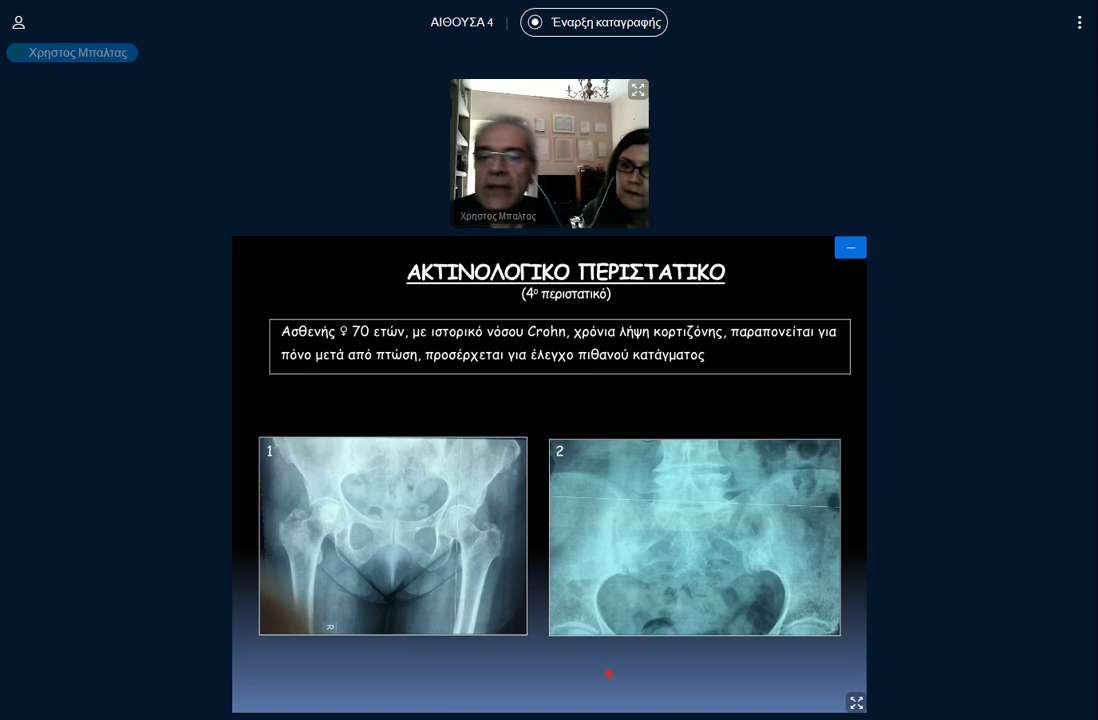 ΑΙΘΟΥΣΑ 4 | Έναρξη καταγραφής
Χρηστος Μπαλτας
Χρηστος Μπαλτας
ΑΚΤΙΝΟΛΟΓΙΚΟ ΠΕΡΙΣΤΑΤΙΚΟ
(4º περιστατικό)
Ασθενής ♀ 70 ετών, με ιστορικό νόσου Crohn, χρόνια λήψη κορτιζόνης, παραπονείται για
πόνο μετά από πτώση, προσέρχεται για έλεγχο πιθανού κατάγματος
1
2
R